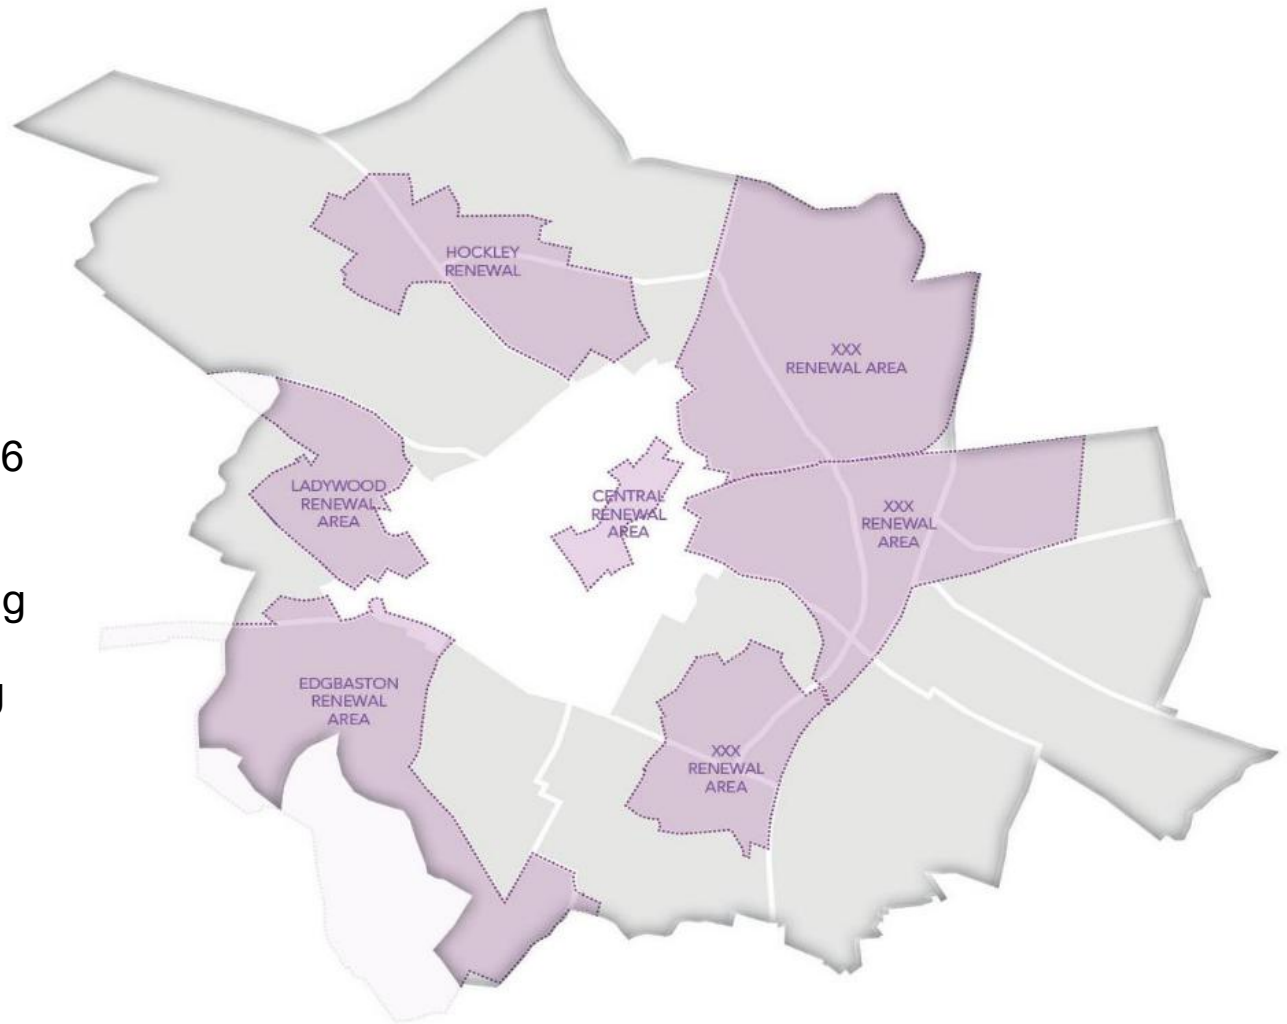 HOCKLEY
RENEWAL
XXX
RENEWAL AREA
6
LADYWOOD
RENEWAL
AREA
CENTRAL
RENEWAL
AREA
XXX
RENEWAL
AREA
g
EDGBASTON
RENEWAL
AREA
g
XXX
RENEWAL
AREA